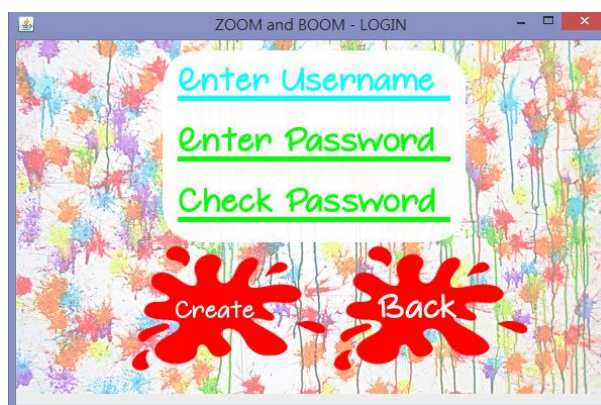 ZOOM and BOOM - LOGIN
Enter Username
Enter Password
Check Password
Create
Back